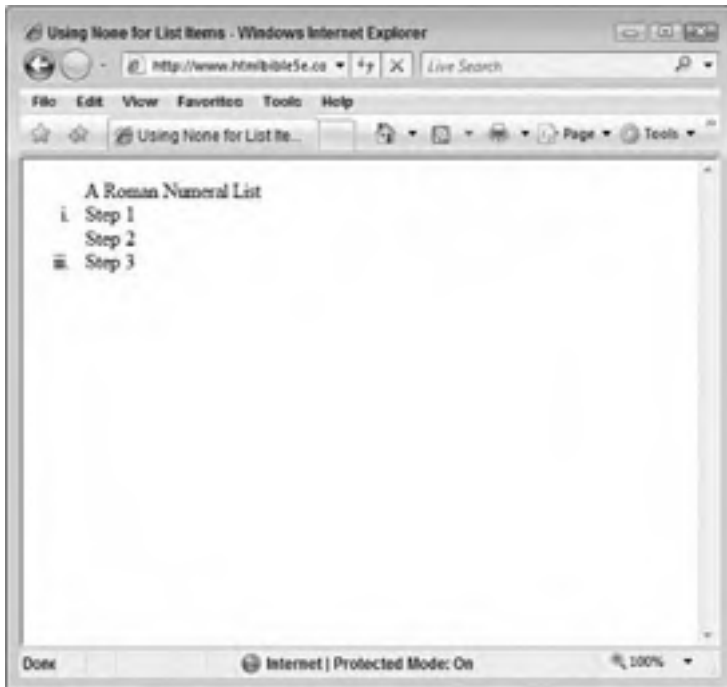 Using None for List Items - Windows Internet Explorer
http://www.htmlbible5e.co Live Search
File Edit View Favorites Tools Help
Using None for List Ite... Page Tools
A Roman Numeral List
i. Step 1
Step 2
iii. Step 3
Done Internet | Protected Mode: On 100%